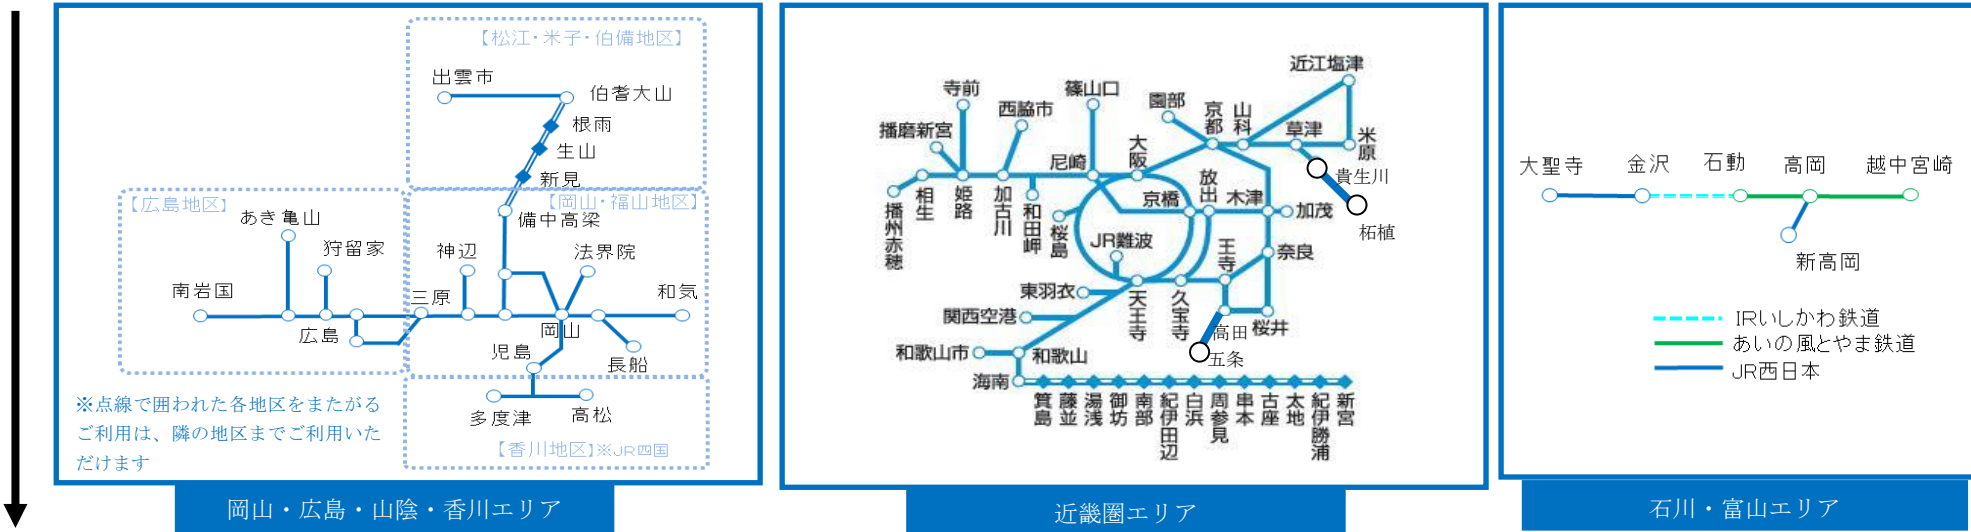 【松江・米子・伯備地区】
出雲市
伯耆大山
根雨
生山
新見
【広島地区】
【岡山・福山地区】
あき亀山
備中高梁
狩留家
神辺
法界院
南岩国
三原
和気
広島
岡山
児島
長船
多度津
高松
【香川地区】※JR四国
※点線で囲われた各地区をまたがる
ご利用は、隣の地区までご利用いた
だけます
岡山・広島・山陰・香川エリア
近江塩津
寺前
篠山口
園部
京都
山科
西脇市
播磨新宮
草津
米原
大阪
尼崎
貴生川
放出
京橋
木津
加茂
柘植
播州赤穂
相生
姫路
加古川
和田岬
桜島
JR難波
王寺
奈良
東羽衣
天王寺
久宝寺
関西空港
高田
桜井
和歌山市
和歌山
五条
海南
箕島
藤並
湯浅
御坊
南部
紀伊田辺
白浜
周参見
串本
古座
太地
紀伊勝浦
新宮
近畿圏エリア
大聖寺
金沢
石動
高岡
越中宮崎
新高岡
IRいしかわ鉄道
あいの風とやま鉄道
JR西日本
石川・富山エリア